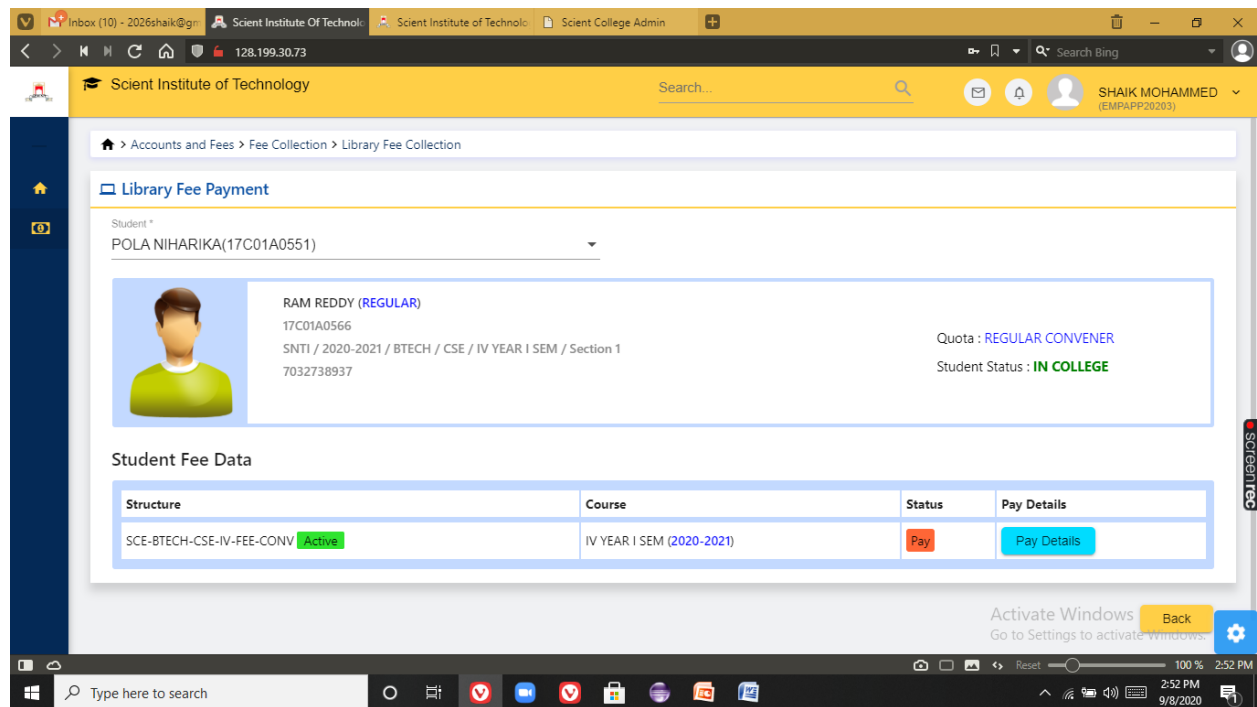 Inbox (10) - 2026shaik@gm
Scient Institute Of Technolo
Scient Institute of Technolo
Scient College Admin
128.199.30.73
Search Bing
Scient Institute of Technology
Search...
SHAIK MOHAMMED
(EMPAPP20203)
> Accounts and Fees > Fee Collection > Library Fee Collection
Library Fee Payment
Student *
POLA NIHARIKA(17C01A0551)
RAM REDDY (REGULAR)
17C01A0566
SNTI / 2020-2021 / BTECH / CSE / IV YEAR I SEM / Section 1
7032738937
Quota : REGULAR CONVENER
Student Status : IN COLLEGE
Student Fee Data
Structure Course Status Pay Details
SCE-BTECH-CSE-IV-FEE-CONV Active IV YEAR I SEM (2020-2021) Pay Pay Details
screenrec
Activate Windows
Go to Settings to activate Windows.
Back
Reset 100 % 2:52 PM
Type here to search
2:52 PM
9/8/2020
1